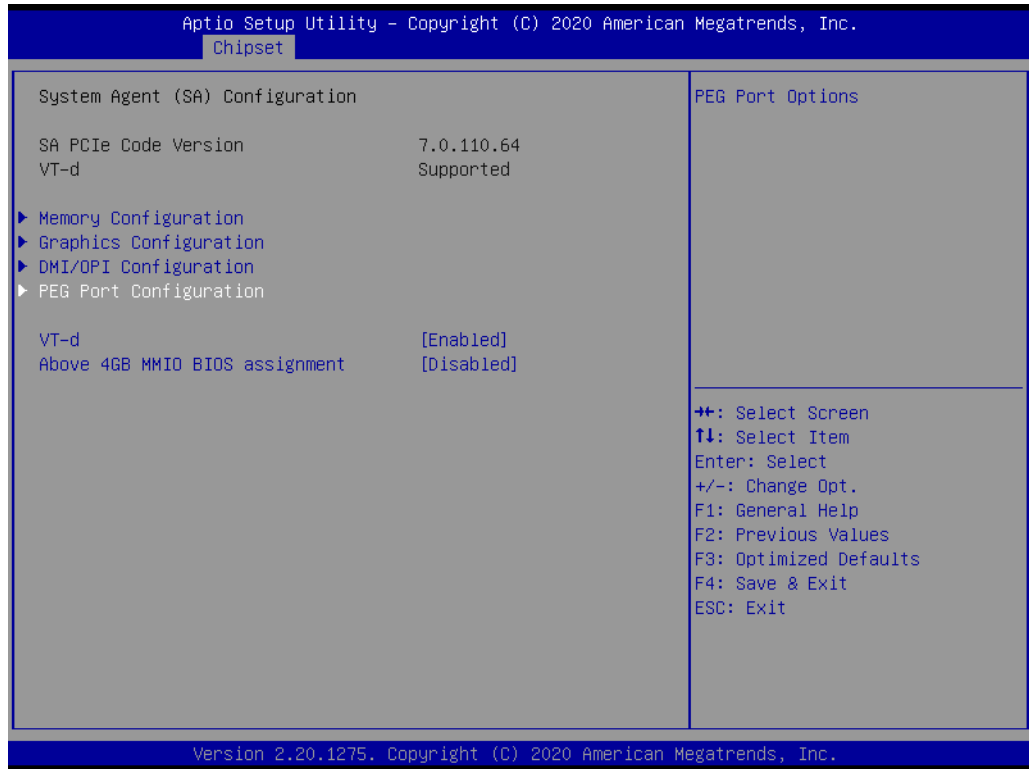 Aptio Setup Utility – Copyright (C) 2020 American Megatrends, Inc.
Chipset
System Agent (SA) Configuration
SA PCIe Code Version 7.0.110.64
VT-d Supported
Memory Configuration
Graphics Configuration
DMI/OPI Configuration
PEG Port Configuration
VT-d [Enabled]
Above 4GB MMIO BIOS assignment [Disabled]
PEG Port Options
→←: Select Screen
↑↓: Select Item
Enter: Select
+/-: Change Opt.
F1: General Help
F2: Previous Values
F3: Optimized Defaults
F4: Save & Exit
ESC: Exit
Version 2.20.1275. Copyright (C) 2020 American Megatrends, Inc.